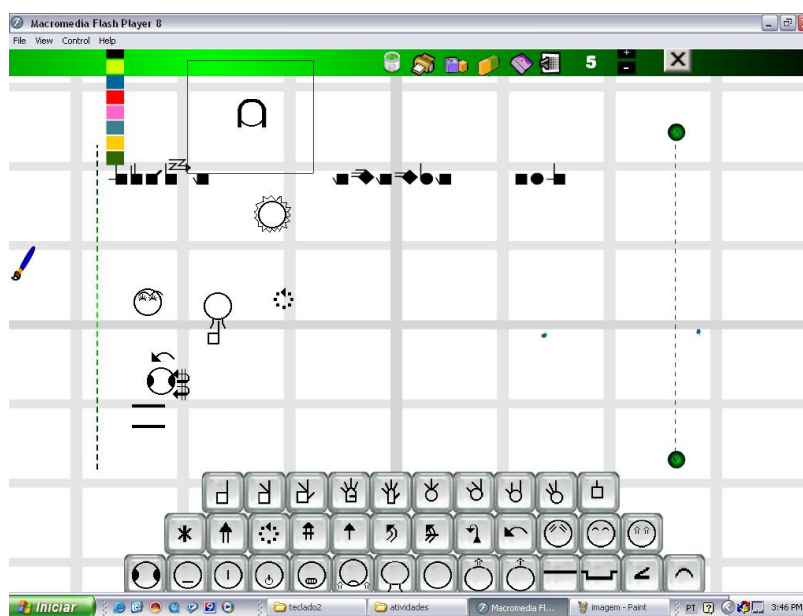 Macromedia Flash Player 8
File View Control Help
5
+
-
Iniciar
teclado2
atividades
Macromedia Fl...
imagem - Paint
PT
3:46 PM